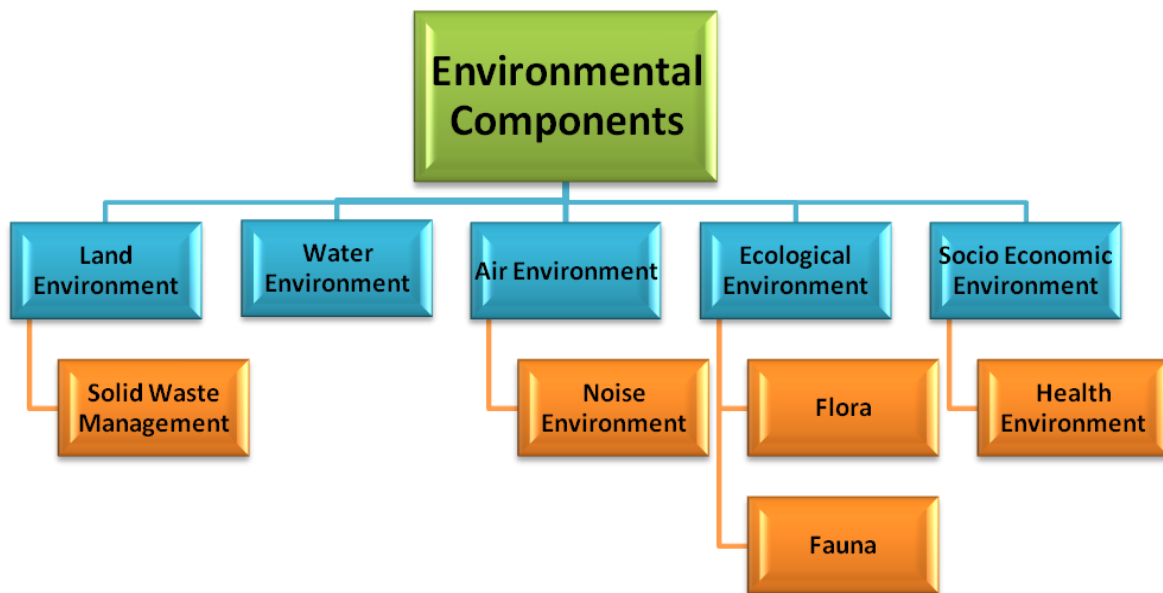 Environmental
Components
Land
Environment
Water
Environment
Air Environment
Ecological
Environment
Socio Economic
Environment
Solid Waste
Management
Noise
Environment
Flora
Health
Environment
Fauna